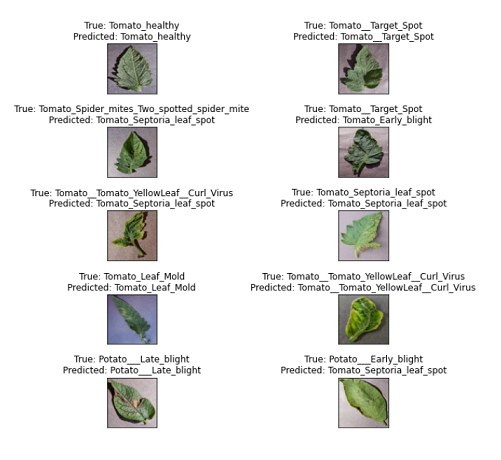 True: Tomato_healthy
Predicted: Tomato_healthy
True: Tomato__Target_Spot
Predicted: Tomato__Target_Spot
True: Tomato_Spider_mites_Two_spotted_spider_mite
Predicted: Tomato_Septoria_leaf_spot
True: Tomato__Target_Spot
Predicted: Tomato_Early_blight
True: Tomato__Tomato_YellowLeaf__Curl_Virus
Predicted: Tomato_Septoria_leaf_spot
True: Tomato_Septoria_leaf_spot
Predicted: Tomato_Septoria_leaf_spot
True: Tomato_Leaf_Mold
Predicted: Tomato_Leaf_Mold
True: Tomato__Tomato_YellowLeaf__Curl_Virus
Predicted: Tomato__Tomato_YellowLeaf__Curl_Virus
True: Potato___Late_blight
Predicted: Potato___Late_blight
True: Potato___Early_blight
Predicted: Tomato_Septoria_leaf_spot